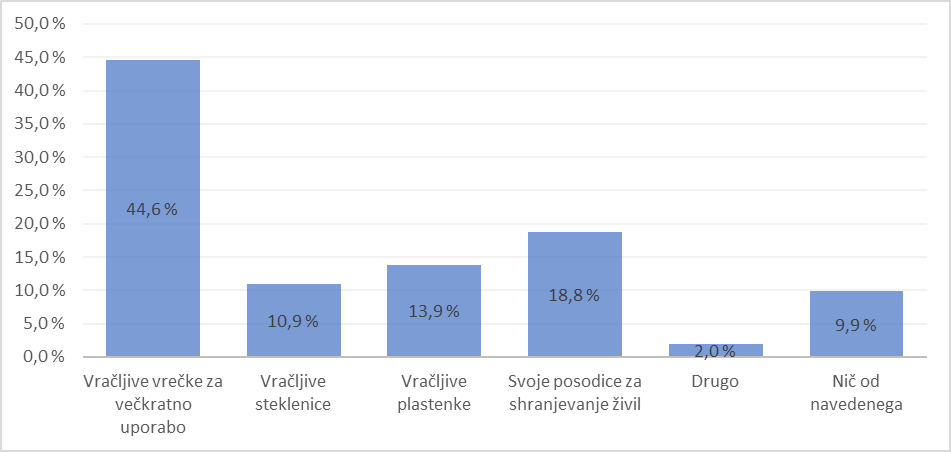 50,0 %
45,0 %
40,0 %
35,0 %
30,0 %
25,0 %
20,0 %
15,0 %
10,0 %
5,0 %
0,0 %
44,6 %
10,9 %
13,9 %
18,8 %
2,0 %
9,9 %
Vračljive vrečke za
večkratno
uporabo
Vračljive
steklenice
Vračljive
plastenke
Svoje posodice za
shranjevanje živil
Drugo
Nič od
navedenega